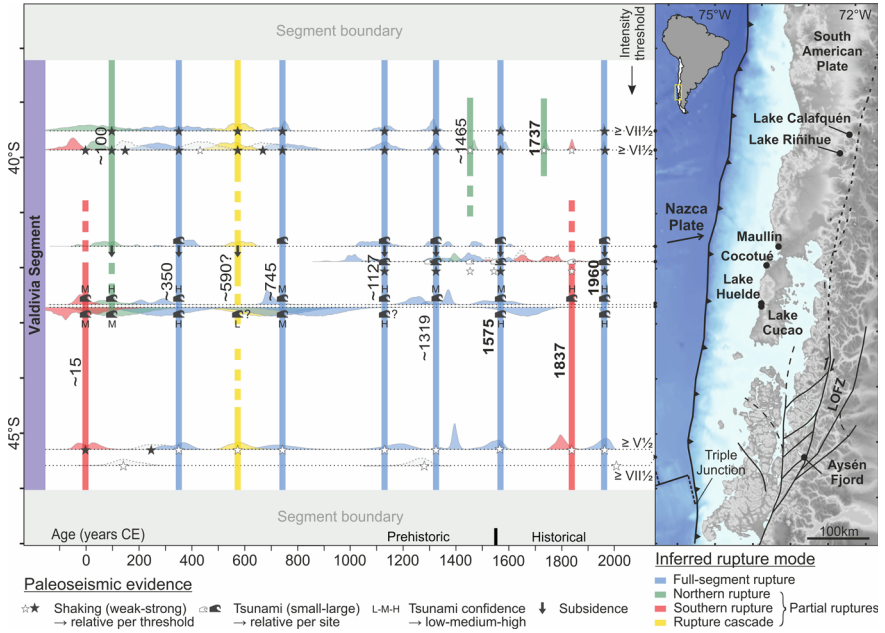 Segment boundary
Intensity
threshold
≥ VII½
≥ VI½
40°S
~100
~1465
1737
Valdivia Segment
~350
~590?
~745
~1127
1960
M
H
H
M
H
M
H
H
H
M
M
H
L
?
M
H
?
M
H
H
~15
~1319
1575
1837
45°S
≥ V½
≥ VII½
Segment boundary
Age (years CE)
Prehistoric
Historical
0
200
400
600
800
1000
1200
1400
1600
1800
2000
75°W
72°W
South
American
Plate
Lake Calafquén
Lake Riñihue
Nazca
Plate
Maullín
Cocotué
Lake
Huelde
Lake
Cucao
LOFZ
Triple
Junction
Aysén
Fjord
100km
Paleoseismic evidence
Shaking (weak-strong)
→ relative per threshold
Tsunami (small-large)
→ relative per site
L-M-H Tsunami confidence
→ low-medium-high
Subsidence
Inferred rupture mode
Full-segment rupture
Northern rupture
Southern rupture
Rupture cascade
Partial ruptures